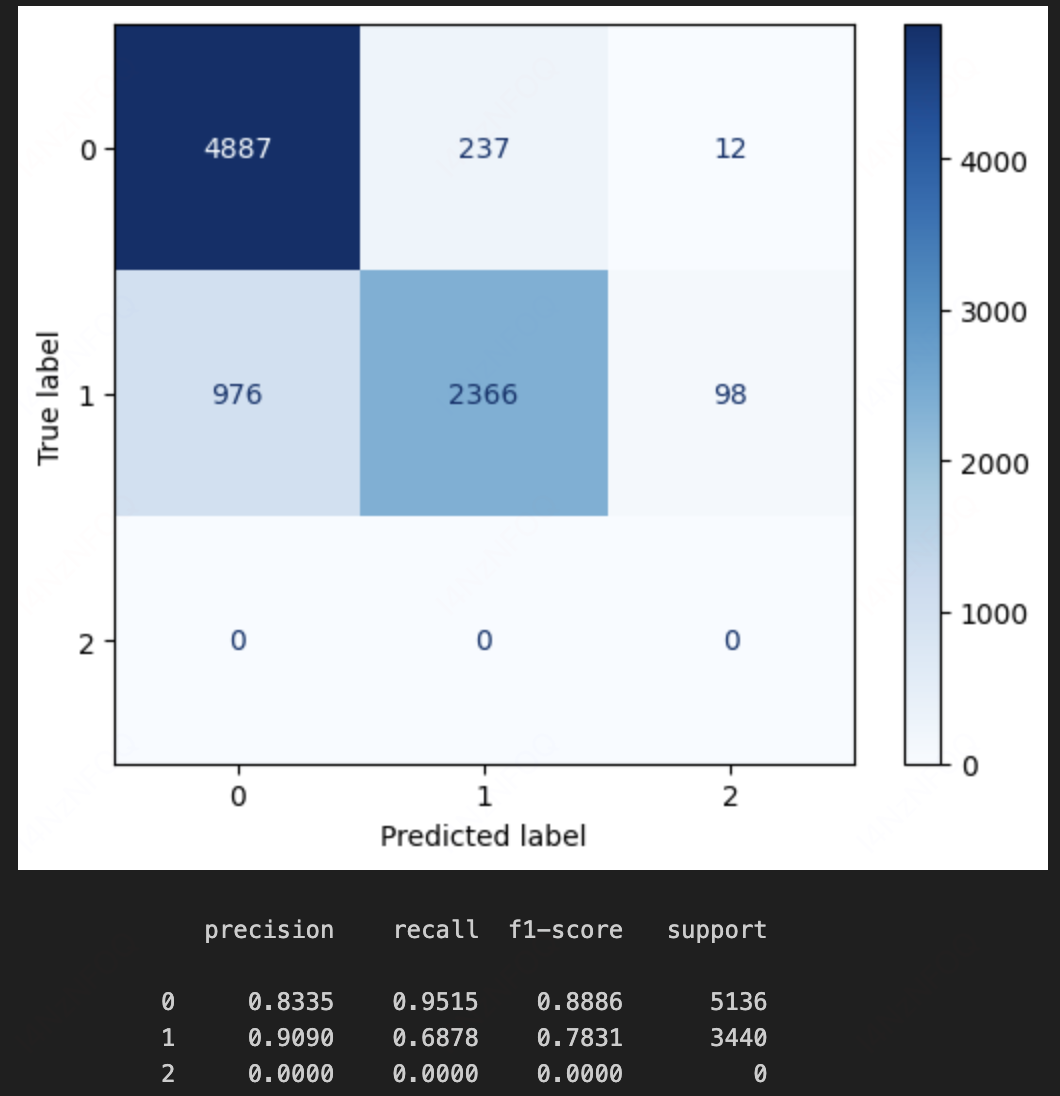 0 4887 237 12
4000
3000
True label
1 976 2366 98
2000
1000
2 0 0 0
0
0 1 2
Predicted label
precision recall f1-score support
0 0.8335 0.9515 0.8886 5136
1 0.9090 0.6878 0.7831 3440
2 0.0000 0.0000 0.0000 0